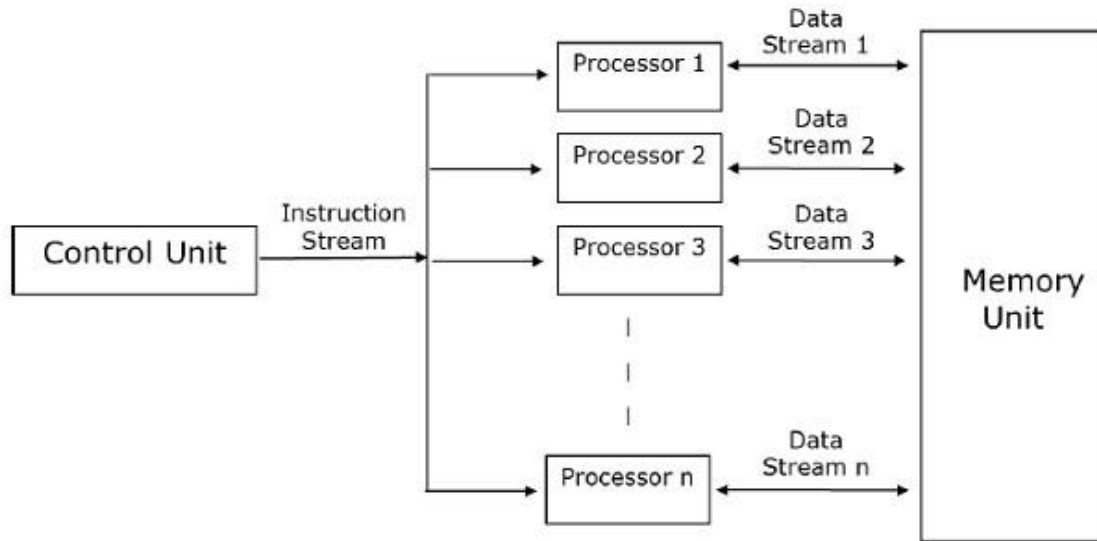 Data
Stream 1
Processor 1
Data
Stream 2
Processor 2
Instruction
Stream
Control Unit
Data
Stream 3
Processor 3
Memory
Unit
Data
Stream n
Processor n